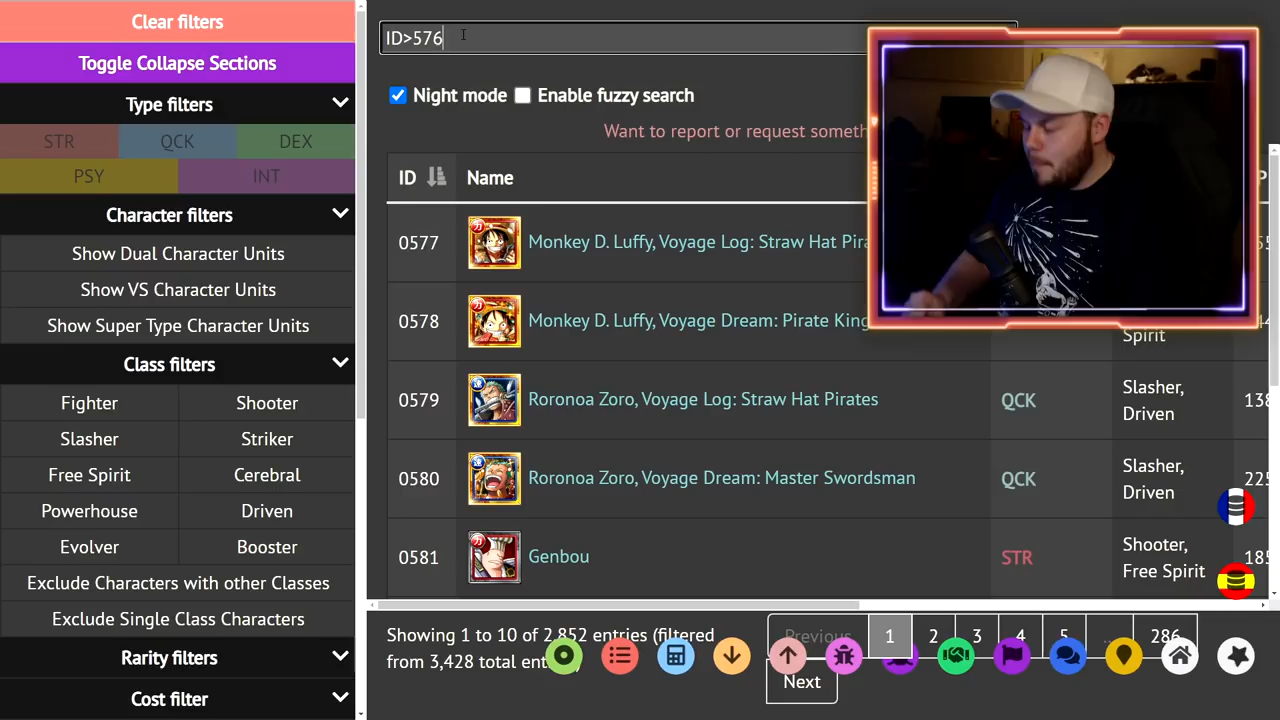 Clear filters
Toggle Collapse Sections
Type filters
STR
QCK
DEX
PSY
INT
Character filters
Show Dual Character Units
Show VS Character Units
Show Super Type Character Units
Class filters
Fighter
Shooter
Slasher
Striker
Free Spirit
Cerebral
Powerhouse
Driven
Evolver
Booster
Exclude Characters with other Classes
Exclude Single Class Characters
Rarity filters
Cost filter
ID>576
Night mode
Enable fuzzy search
Want to report or request someth
ID
Name
0577
Monkey D. Luffy, Voyage Log: Straw Hat Pira
0578
Monkey D. Luffy, Voyage Dream: Pirate King
Spirit
0579
Roronoa Zoro, Voyage Log: Straw Hat Pirates
QCK
Slasher,
Driven
138
0580
Roronoa Zoro, Voyage Dream: Master Swordsman
QCK
Slasher,
Driven
225
0581
Genbou
STR
Shooter,
Free Spirit
185
Showing 1 to 10 of 2,852 entries (filtered
from 3,428 total ent
Previous
1
2
3
4
5
...
286
Next